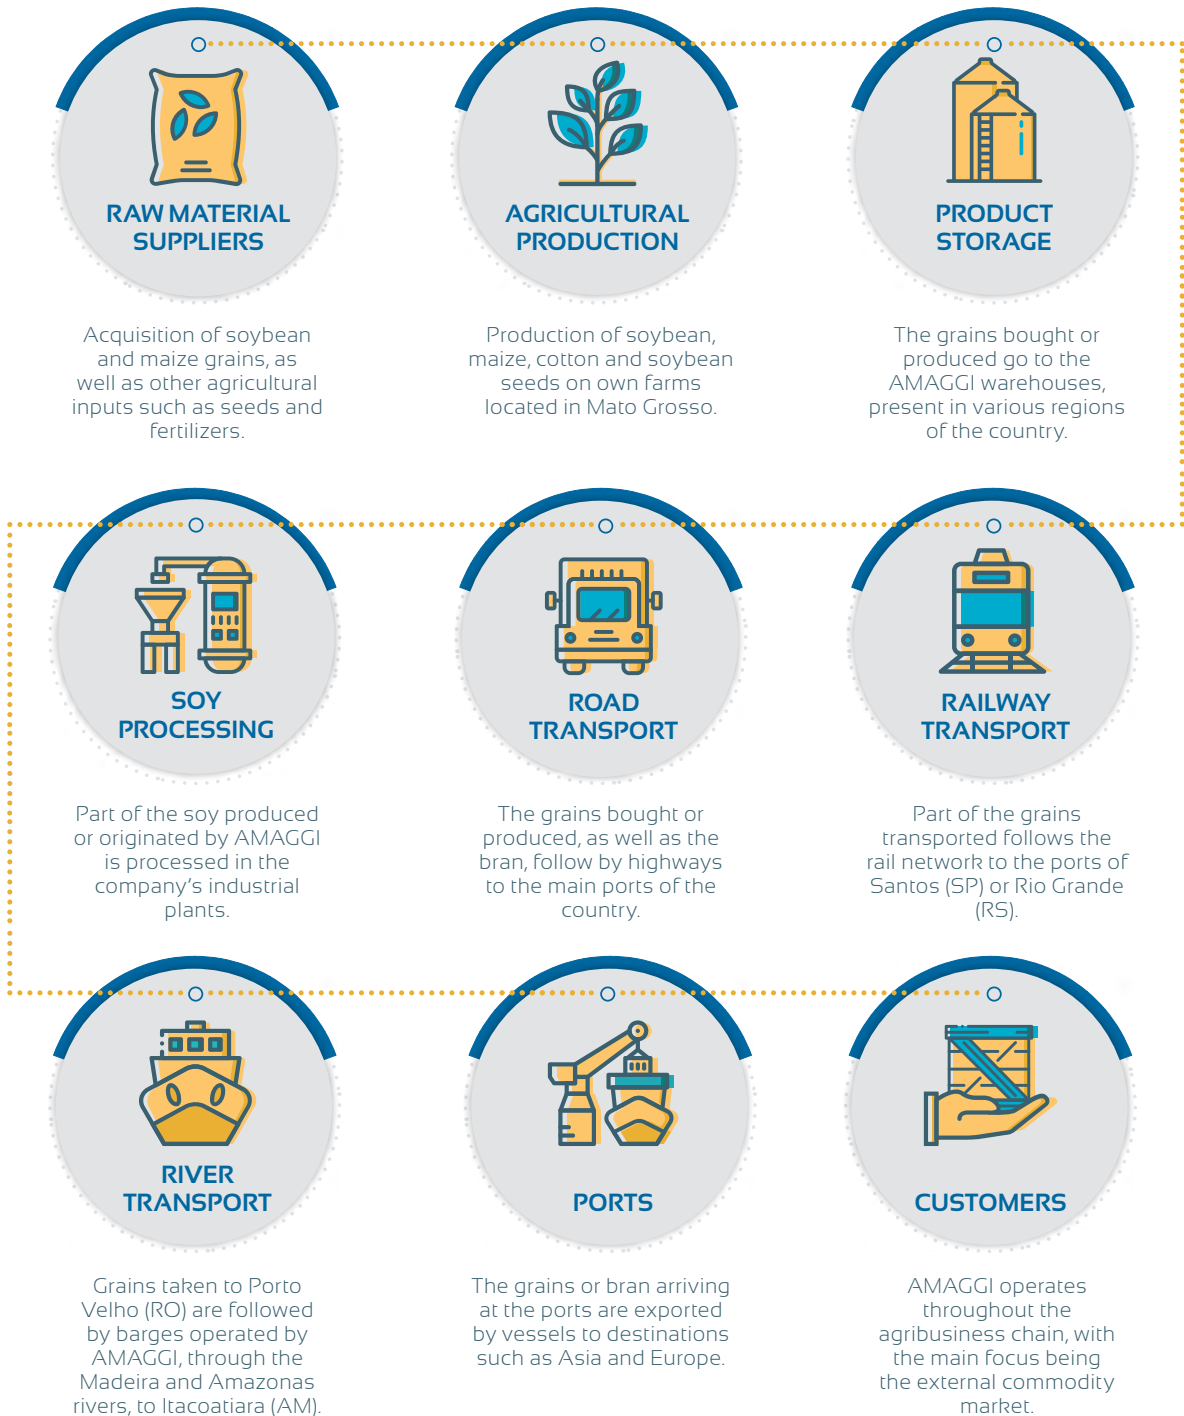 RAW MATERIAL
SUPPLIERS
Acquisition of soybean
and maize grains, as
well as other agricultural
inputs such as seeds and
fertilizers.
AGRICULTURAL
PRODUCTION
Production of soybean,
maize, cotton and soybean
seeds on own farms
located in Mato Grosso.
PRODUCT
STORAGE
The grains bought or
produced go to the
AMAGGI warehouses,
present in various regions
of the country.
SOY
PROCESSING
Part of the soy produced
or originated by AMAGGI
is processed in the
company's industrial
plants.
ROAD
TRANSPORT
The grains bought or
produced, as well as the
bran, follow by highways
to the main ports of the
country.
RAILWAY
TRANSPORT
Part of the grains
transported follows the
rail network to the ports of
Santos (SP) or Rio Grande
(RS).
RIVER
TRANSPORT
Grains taken to Porto
Velho (RO) are followed
by barges operated by
AMAGGI, through the
Madeira and Amazonas
rivers, to Itacoatiara (AM).
PORTS
The grains or bran arriving
at the ports are exported
by vessels to destinations
such as Asia and Europe.
CUSTOMERS
AMAGGI operates
throughout the
agribusiness chain, with
the main focus being
the external commodity
market.